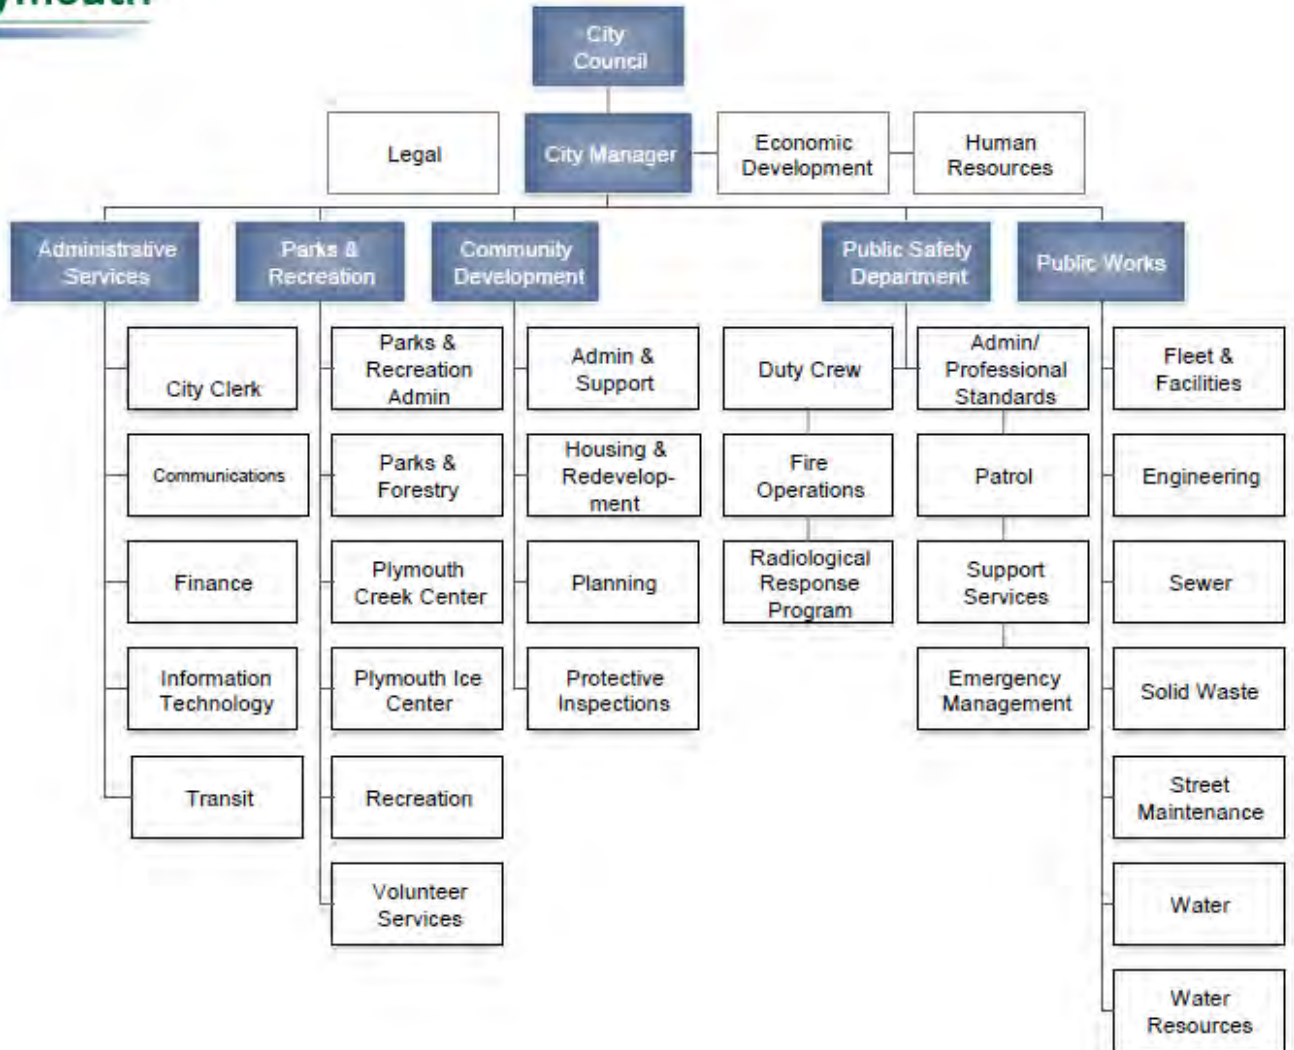 City
Council
Legal
City Manager
Economic
Development
Human
Resources
Administrative
Services
Parks &
Recreation
Community
Development
Public Safety
Department
Public Works
City Clerk
Communications
Finance
Information
Technology
Transit
Parks &
Recreation
Admin
Parks &
Forestry
Plymouth
Creek Center
Plymouth Ice
Center
Recreation
Volunteer
Services
Admin &
Support
Housing &
Redevelop-
ment
Planning
Protective
Inspections
Duty Crew
Fire
Operations
Radiological
Response
Program
Admin/
Professional
Standards
Patrol
Support
Services
Emergency
Management
Fleet &
Facilities
Engineering
Sewer
Solid Waste
Street
Maintenance
Water
Water
Resources